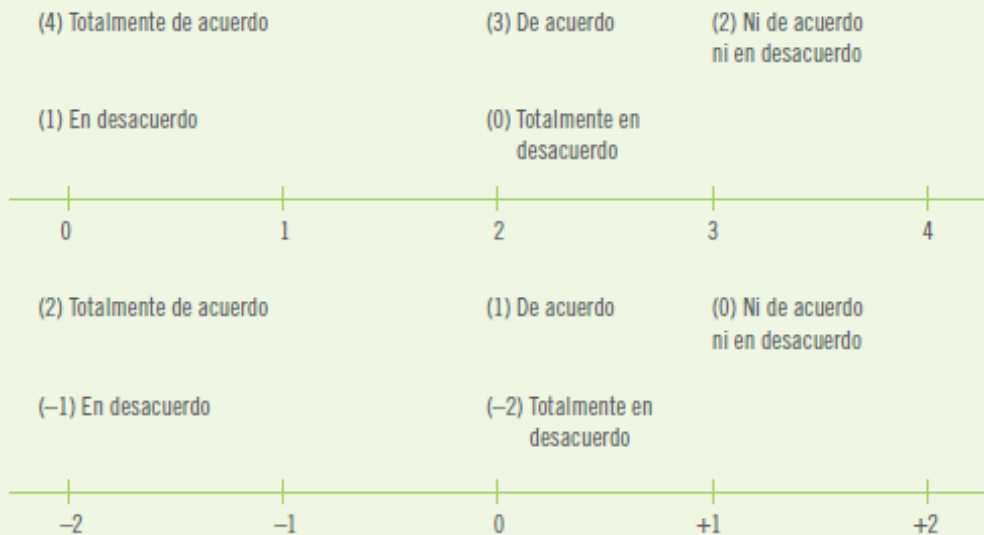 (4) Totalmente de acuerdo (3) De acuerdo (2) Ni de acuerdo
ni en desacuerdo
(1) En desacuerdo (0) Totalmente en
desacuerdo
0 1 2 3 4
(2) Totalmente de acuerdo (1) De acuerdo (0) Ni de acuerdo
ni en desacuerdo
(–1) En desacuerdo (–2) Totalmente en
desacuerdo
–2 –1 0 +1 +2